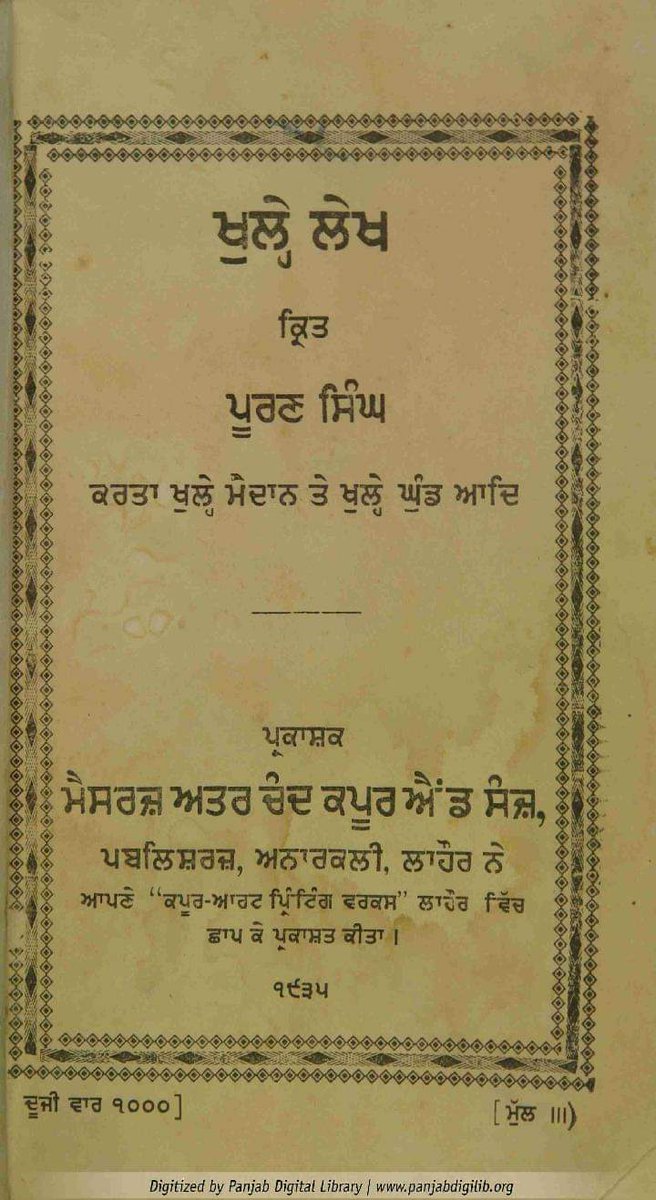 ਖੁਲ੍ਹੇ ਲੇਖ
ਕ੍ਰਿਤ
ਪੂਰਣ ਸਿੰਘ
ਕਰਤਾ ਖੁਲ੍ਹੇ ਮੈਦਾਨ ਤੇ ਖੁਲ੍ਹੇ ਘੁੰਡ ਆਦਿ
ਪ੍ਰਕਾਸ਼ਕ
ਮੈਸਰਜ਼ ਅਤਰ ਚੰਦ ਕਪੂਰ ਐਂਡ ਸੰਜ਼,
ਪਬਲਿਸ਼ਰਜ਼, ਅਨਾਰਕਲੀ, ਲਾਹੌਰ ਨੇ
ਆਪਣੇ “ਕਪੂਰ-ਆਰਟ ਪ੍ਰਿੰਟਿੰਗ ਵਰਕਸ” ਲਾਹੌਰ ਵਿੱਚ
ਛਾਪ ਕੇ ਪ੍ਰਕਾਸ਼ਤ ਕੀਤਾ ।
੧੯੩੫
ਦੂਜੀ ਵਾਰ ੧੦੦੦]
[ਮੁੱਲ ॥।)
Digitized by Panjab Digital Library | www.panjabdigilib.org